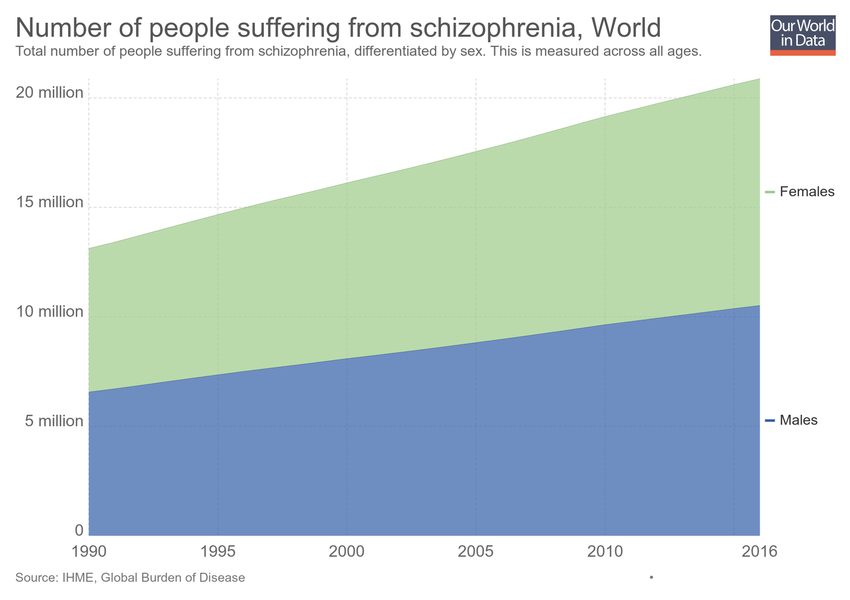 Number of people suffering from schizophrenia, World
Total number of people suffering from schizophrenia, differentiated by sex. This is measured across all ages.
Our World
in Data
20 million
15 million
10 million
5 million
0
1990
1995
2000
2005
2010
2016
Females
Males
Source: IHME, Global Burden of Disease